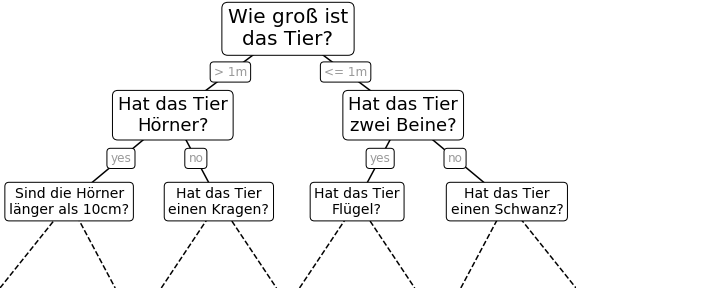 Wie groß ist
das Tier?
> 1m
<= 1m
Hat das Tier
Hörner?
Hat das Tier
zwei Beine?
yes
no
yes
no
Sind die Hörner
länger als 10cm?
Hat das Tier
einen Kragen?
Hat das Tier
Flügel?
Hat das Tier
einen Schwanz?